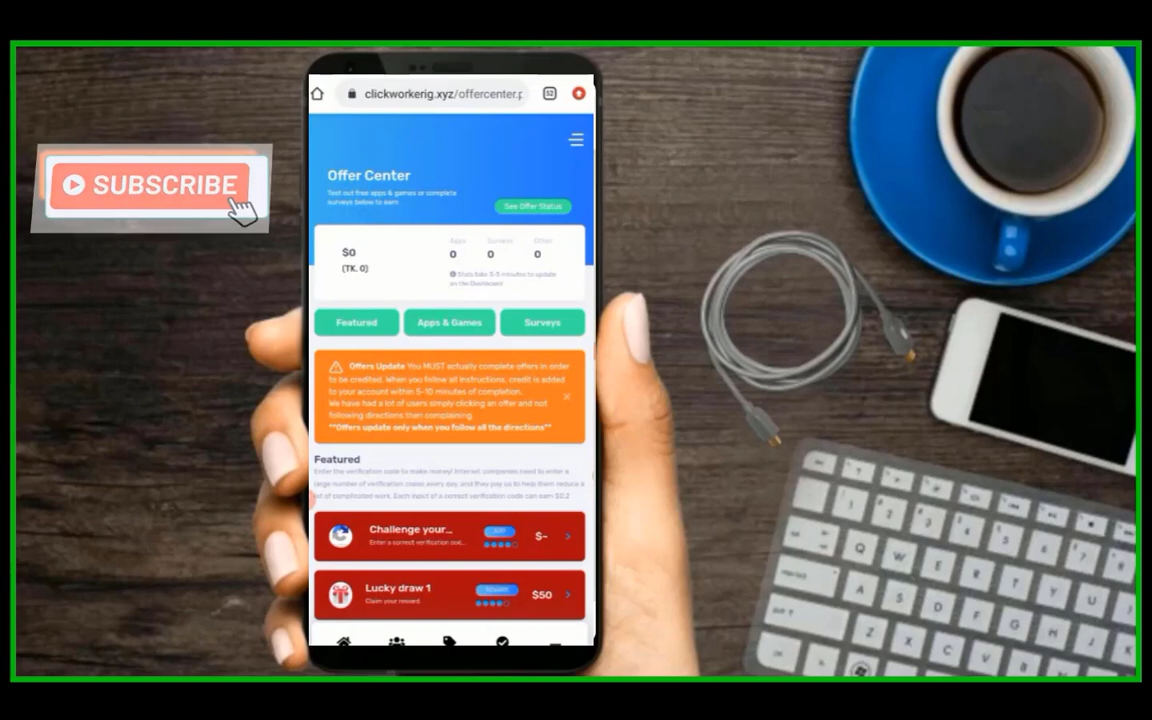 SUBSCRIBE
52
clickworkerig.xyz/offercenter.p
Offer Center
Test out free apps & games or complete
surveys below to earn
See Offer Status
$0
(TK. 0)
Apps
Surveys
Other
0
0
0
Stats take 3-5 minutes to update
on the Dashboard
Featured
Apps & Games
Surveys
Offers Update You MUST actually complete offers in order
to be credited. When you follow all instructions, credit is added
to your account within 5-10 minutes of completion.
We have had a lot of users simply clicking an offer and not
following directions then complaining.
**Offers update only when you follow all the directions**
Featured
Enter the verification code to make money! Internet companies need to enter a
large number of verification codes every day, and they pay us to help them reduce a
lot of complicated work. Each input of a correct verification code can earn $0.2
Challenge your...
Enter a correct verification cod...
$-
Lucky draw 1
Claim your reward.
$50